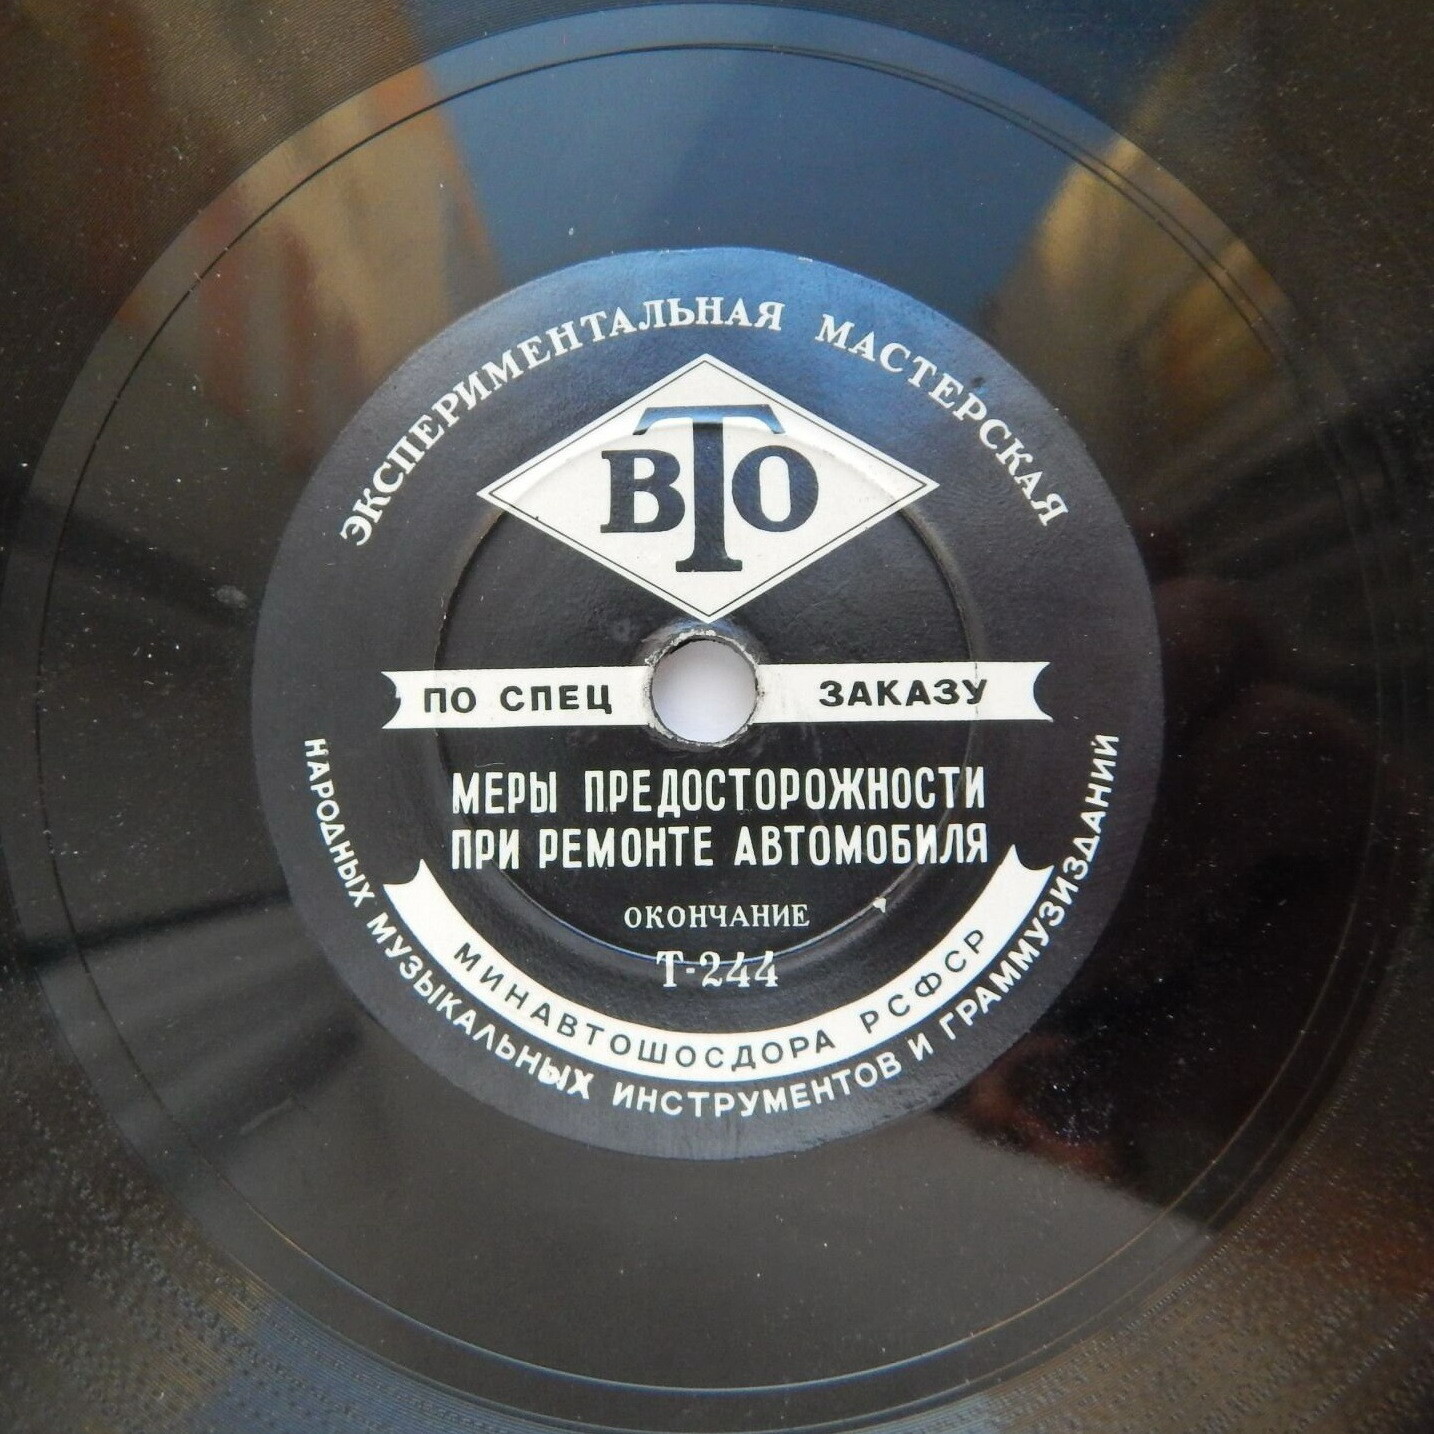 ЭКСПЕРИМЕНТАЛЬНАЯ МАСТЕРСКАЯ
ВТО
ПО СПЕЦ ЗАКАЗУ
МЕРЫ ПРЕДОСТОРОЖНОСТИ
ПРИ РЕМОНТЕ АВТОМОБИЛЯ
ОКОНЧАНИЕ
Т-244
МИНАВТОШОСДОРА РСФСР
НАРОДНЫХ МУЗЫКАЛЬНЫХ ИНСТРУМЕНТОВ И ГРАММУЗИЗДАНИЙ